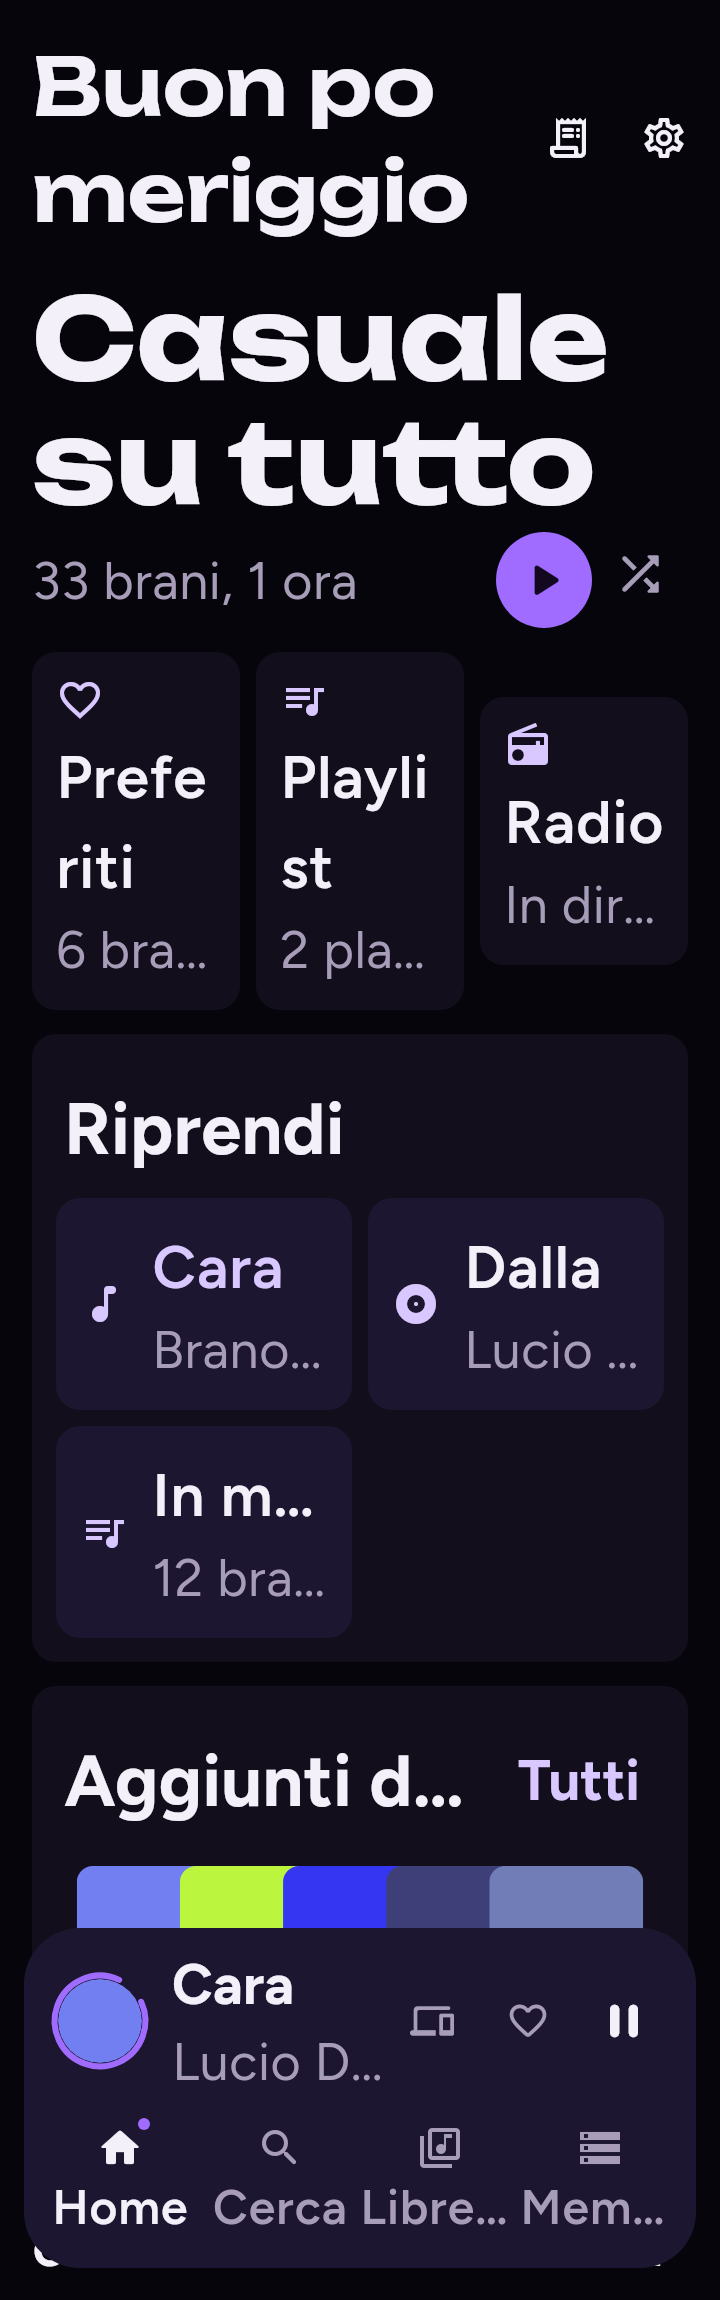 Buon po
meriggio
Casuale
su tutto
33 brani, 1 ora
Prefe
riti
6 bra...
Playli
st
2 pla...
Radio
In dir...
Riprendi
Cara
Brano...
Dalla
Lucio ...
In m...
12 bra...
Aggiunti d...
Tutti
Cara
Lucio D...
Home
Cerca
Libre...
Mem...